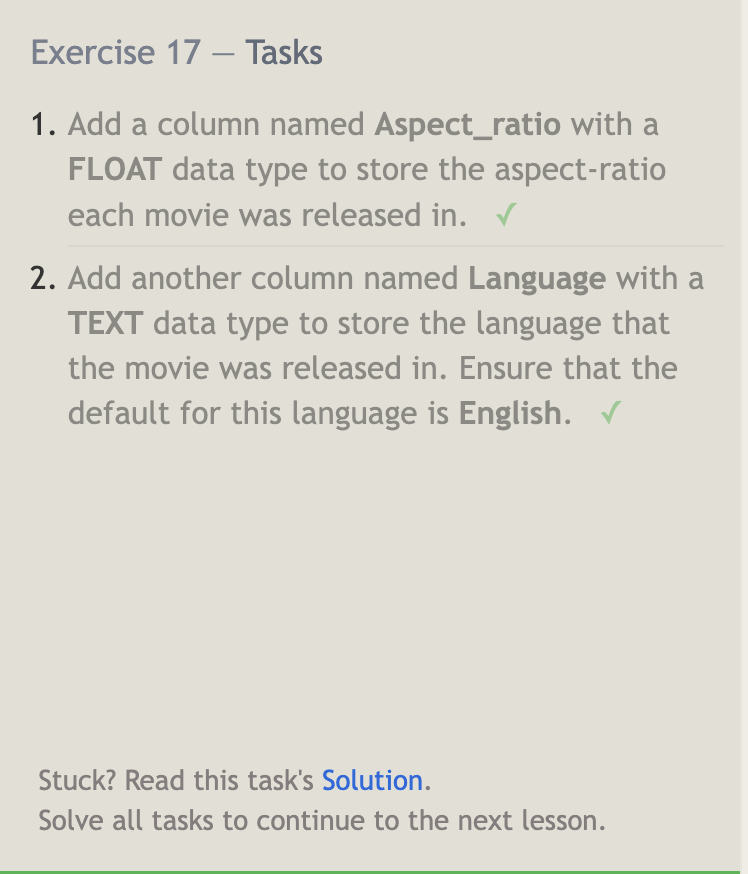 Exercise 17 — Tasks
1. Add a column named Aspect_ratio with a
FLOAT data type to store the aspect-ratio
each movie was released in. ✓
2. Add another column named Language with a
TEXT data type to store the language that
the movie was released in. Ensure that the
default for this language is English. ✓
Stuck? Read this task's Solution.
Solve all tasks to continue to the next lesson.